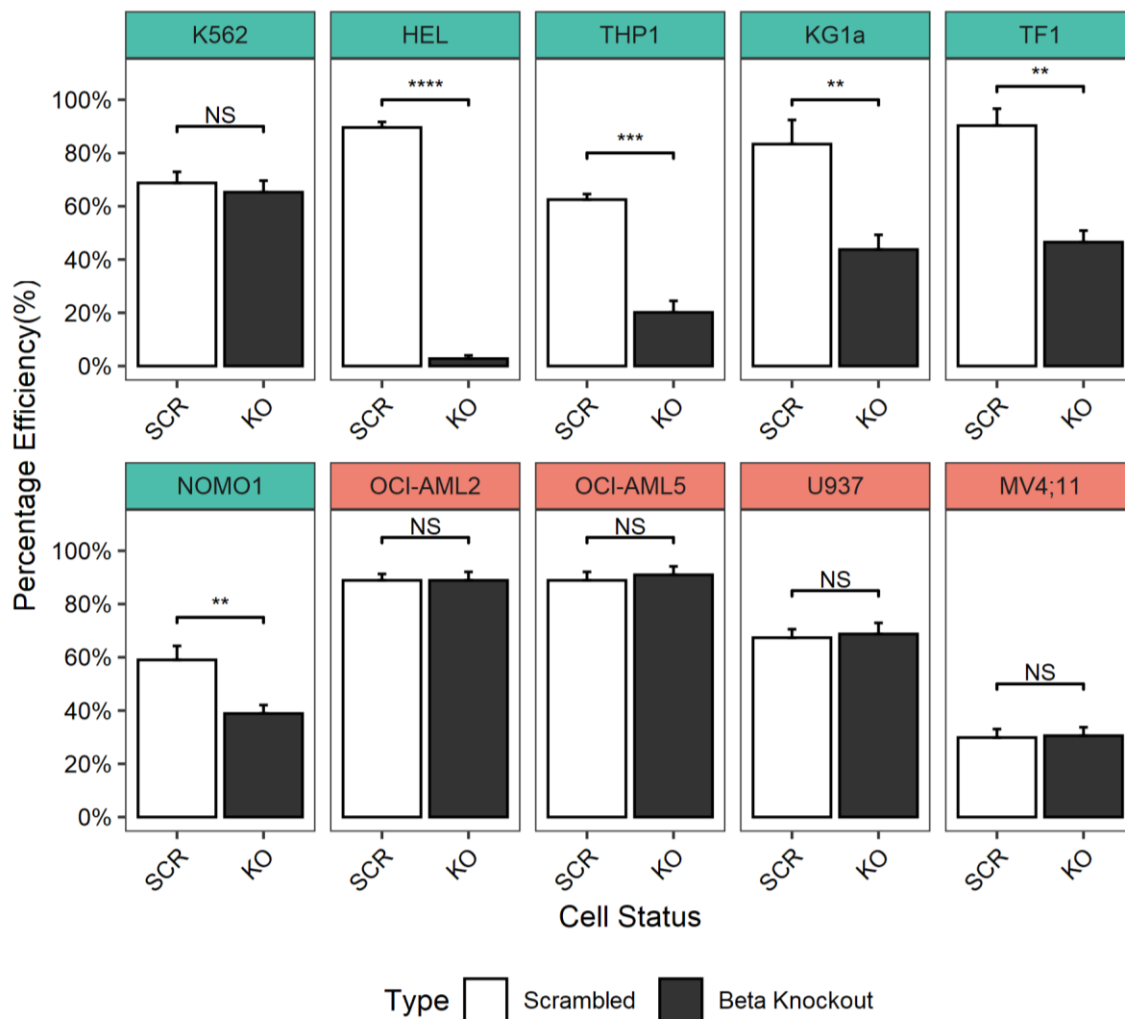 K562 HEL THP1 KG1a TF1
100%
80%
60%
40%
20%
0%
NS **** *** ** **
SCR KO SCR KO SCR KO SCR KO SCR KO
Percentage Efficiency(%)
NOMO1 OCI-AML2 OCI-AML5 U937 MV4;11
100%
80%
60%
40%
20%
0%
** NS NS NS NS
SCR KO SCR KO SCR KO SCR KO SCR KO
Cell Status
Type Scrambled Beta Knockout